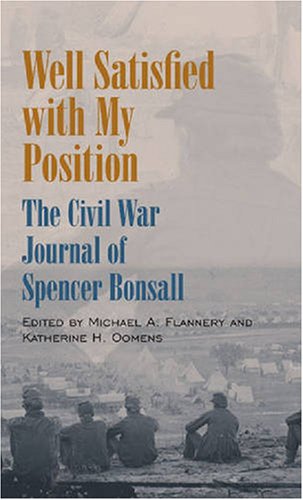 Well Satisfied
with My
Position
The Civil War
Journal of
Spencer Bonsall
Edited by Michael A. Flannery and
Katherine H. Oomens